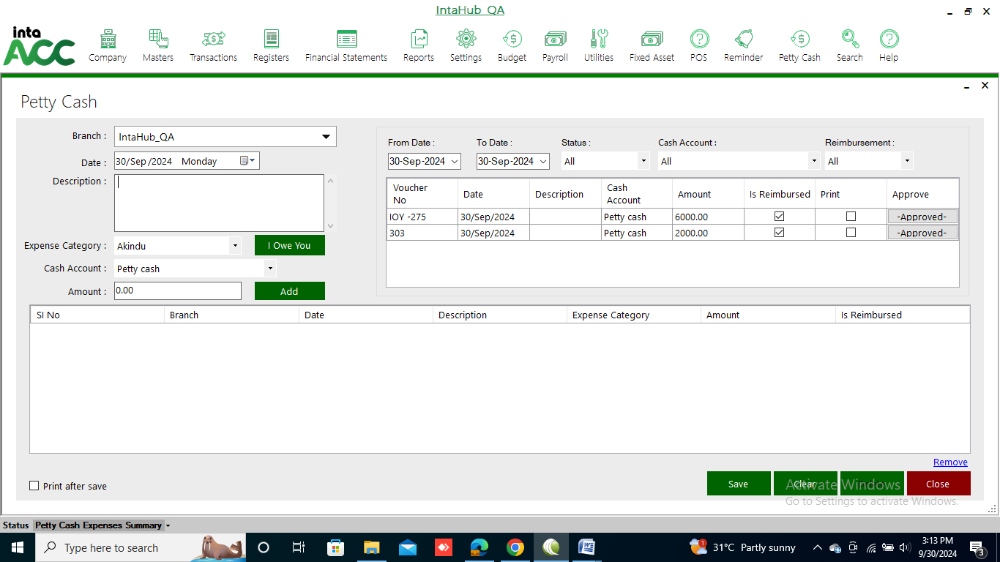 IntaHub_QA
inta
ACC
Company Masters Transactions Registers Financial Statements Reports Settings Budget Payroll Utilities Fixed Asset POS Reminder Petty Cash Search Help
Petty Cash
Branch : IntaHub_QA
Date : 30/Sep /2024 Monday
Description :
Expense Category : Akindu I Owe You
Cash Account : Petty cash
Amount : 0.00 Add
From Date : To Date : Status : Cash Account : Reimbursement :
30-Sep-2024 30-Sep-2024 All All All
Voucher No Date Description Cash Account Amount Is Reimbursed Print Approve
IOY -275 30/Sep/2024 Petty cash 6000.00 -Approved-
303 30/Sep/2024 Petty cash 2000.00 -Approved-
SI No Branch Date Description Expense Category Amount Is Reimbursed
Remove
Print after save
Save Clear Close
Activate Windows
Go to Settings to activate Windows.
Status Petty Cash Expenses Summary
Type here to search
31°C Partly sunny
3:13 PM
9/30/2024
1
3